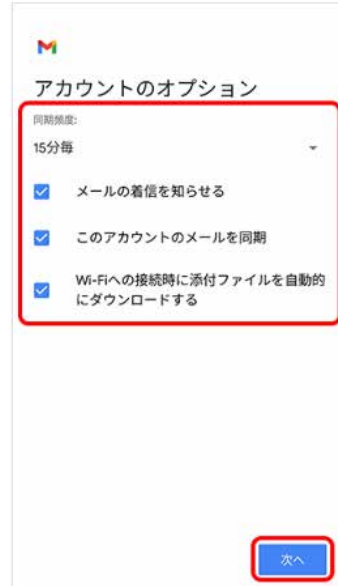 アカウントのオプション
同期頻度:
15分毎
メールの着信を知らせる
このアカウントのメールを同期
Wi-Fiへの接続時に添付ファイルを自動的
にダウンロードする
次へ